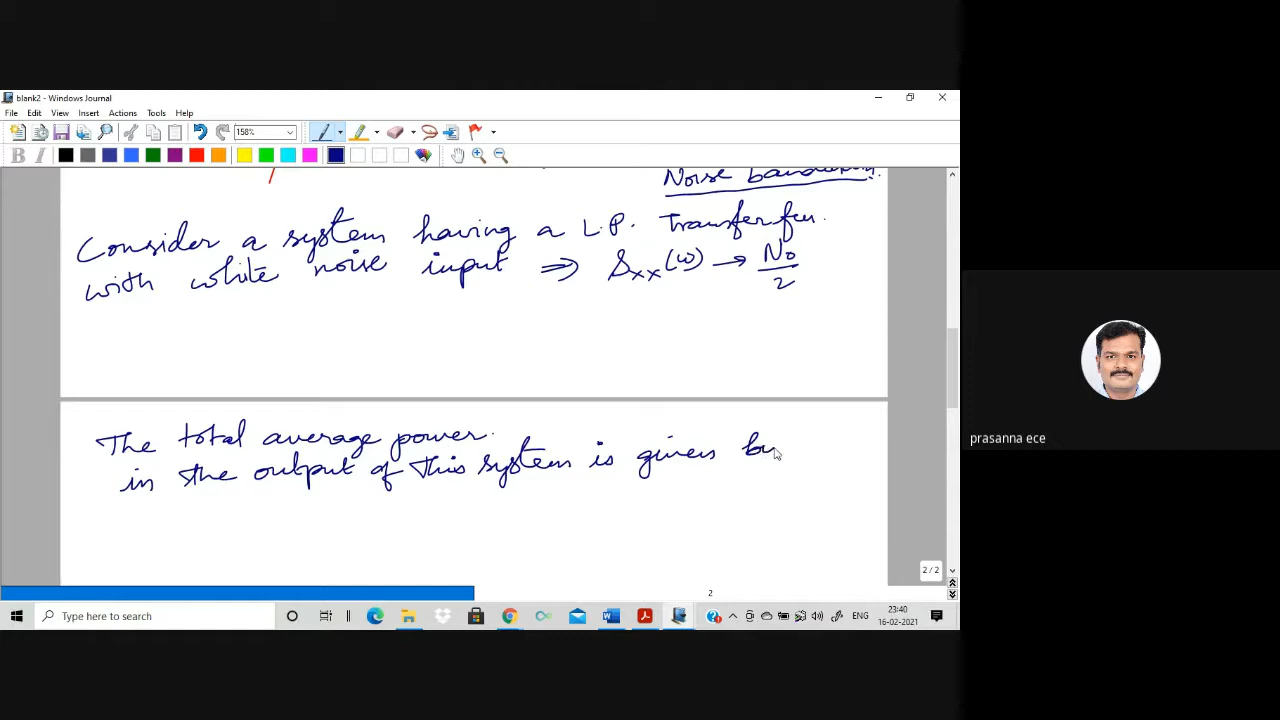 blank2 - Windows Journal
File Edit View Insert Actions Tools Help
158%
B I
Noise bandwidth.
Consider a system having a L.P. Transfer fun.
with white noise input ⇒ Sxx(ω) → N0/2
The total average power.
in the output of this system is given by
prasanna ece
2 / 2
2
Type here to search
ENG
23:40
16-02-2021